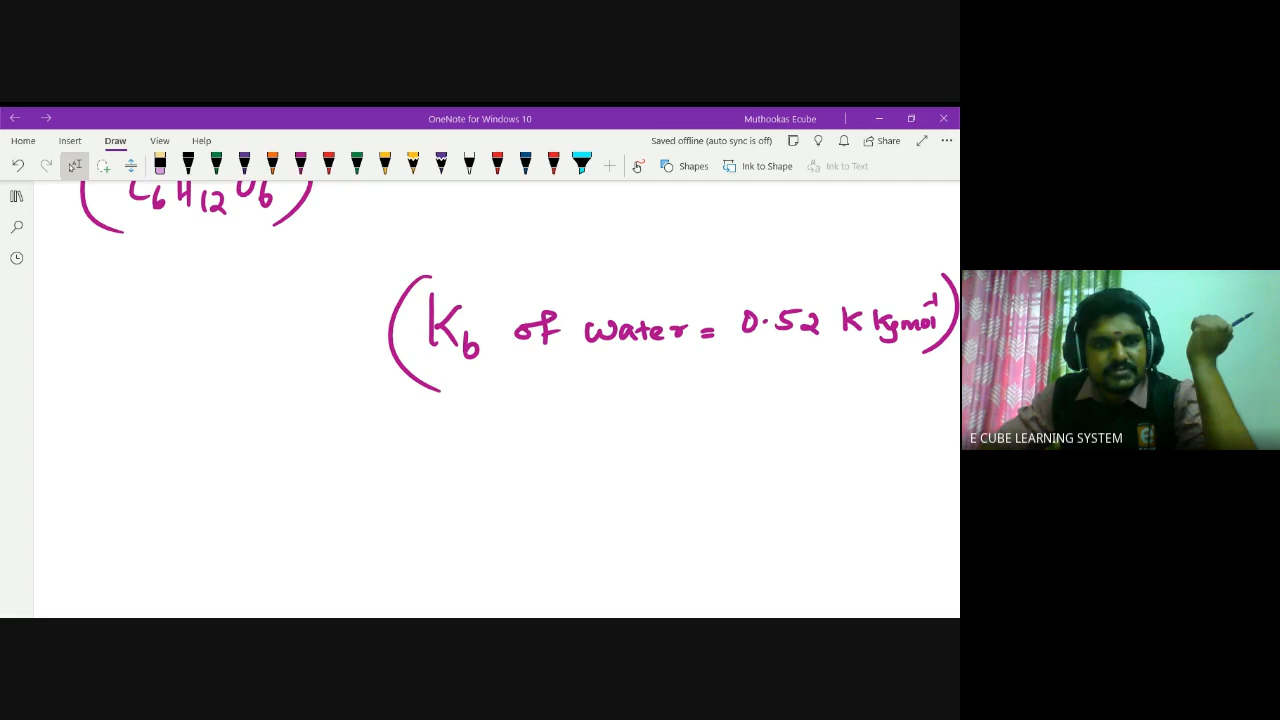 OneNote for Windows 10
Muthookas Ecube
Home Insert Draw View Help
Saved offline (auto sync is off)
Share
Shapes
Ink to Shape
Ink to Text
(C6H12O6)
(Kb of water = 0.52 K Kg mol⁻¹)
E CUBE LEARNING SYSTEM